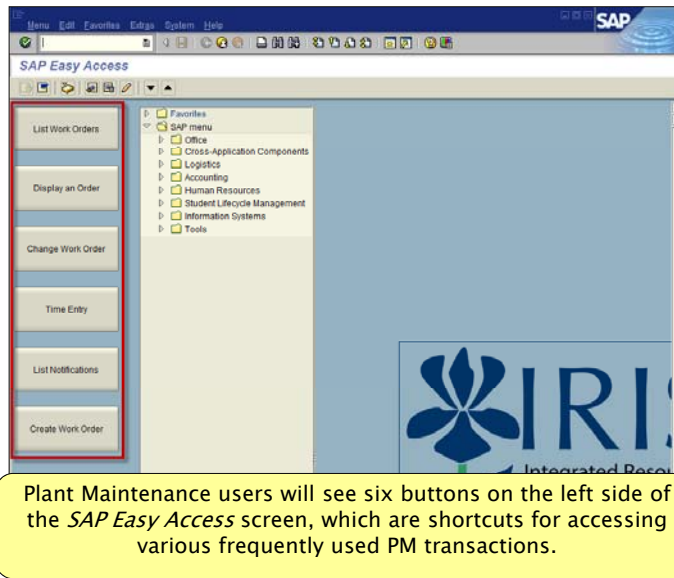 Menu Edit Favorites Extras System Help
SAP
SAP Easy Access
List Work Orders
Display an Order
Change Work Order
Time Entry
List Notifications
Create Work Order
Favorites
SAP menu
Office
Cross-Application Components
Logistics
Accounting
Human Resources
Student Lifecycle Management
Information Systems
Tools
IRIS
Integrated Resou
Plant Maintenance users will see six buttons on the left side of
the SAP Easy Access screen, which are shortcuts for accessing
various frequently used PM transactions.